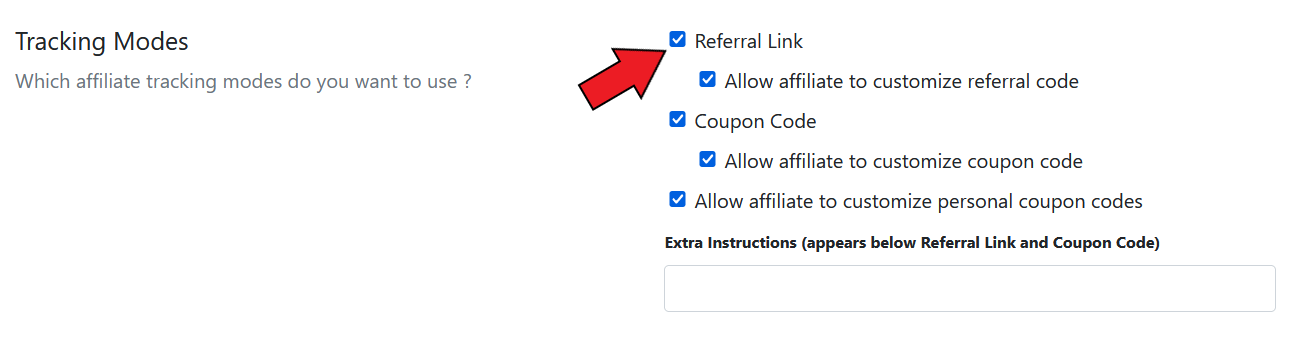 Tracking Modes
Which affiliate tracking modes do you want to use ?
Referral Link
Allow affiliate to customize referral code
Coupon Code
Allow affiliate to customize coupon code
Allow affiliate to customize personal coupon codes
Extra Instructions (appears below Referral Link and Coupon Code)